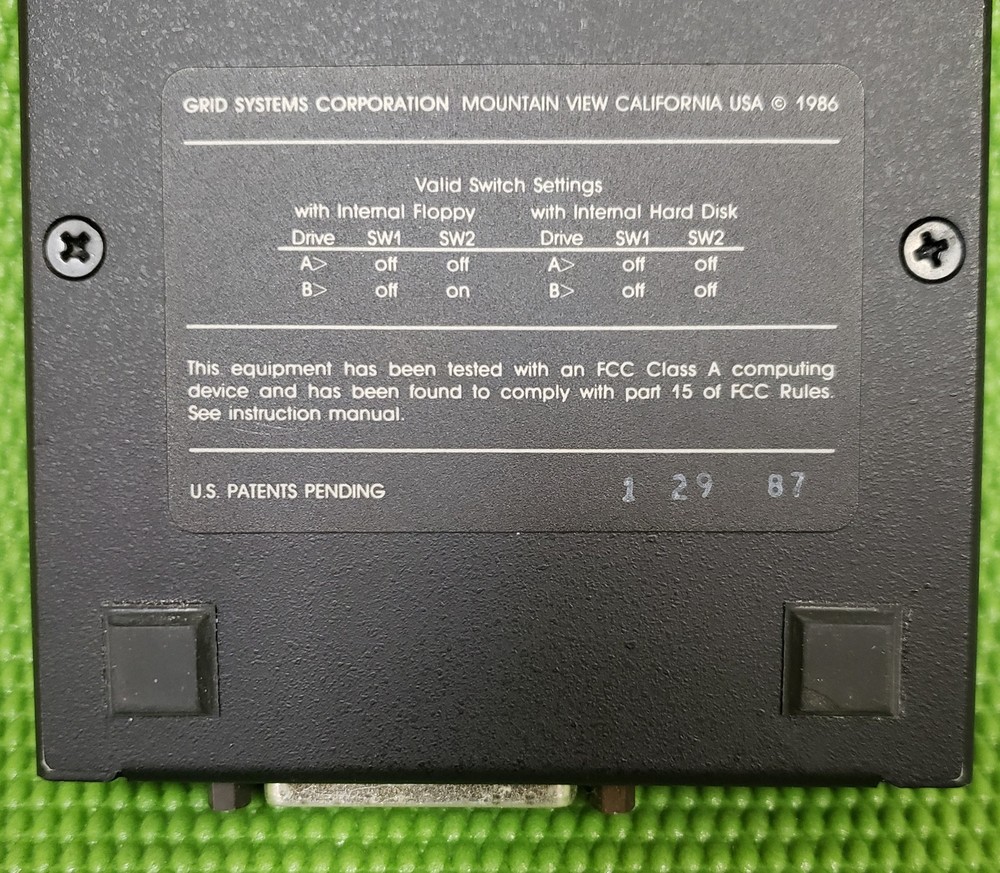 GRID SYSTEMS CORPORATION MOUNTAIN VIEW CALIFORNIA USA © 1986
Valid Switch Settings
with Internal Floppy with Internal Hard Disk
Drive SW1 SW2 Drive SW1 SW2
A> off off A> off off
B> off on B> off off
This equipment has been tested with an FCC Class A computing
device and has been found to comply with part 15 of FCC Rules.
See instruction manual.
U.S. PATENTS PENDING 1 29 87